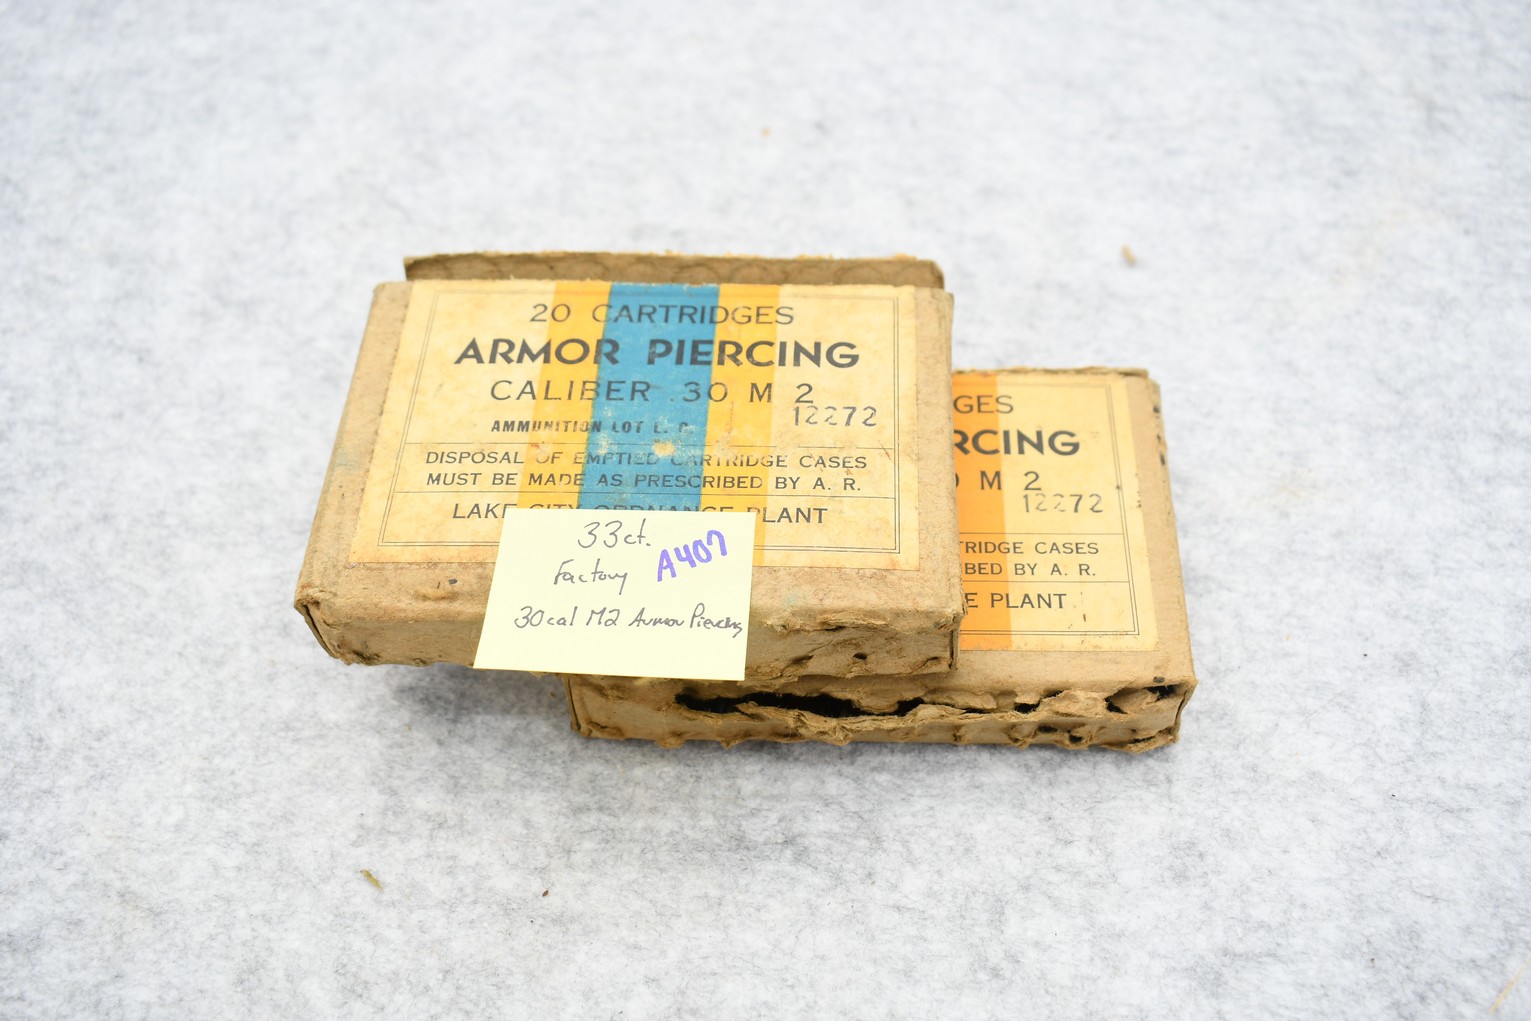 20 CARTRIDGES
ARMOR PIERCING
CALIBER .30 M 2
12272
AMMUNITION LOT L. C.
DISPOSAL OF EMPTIED CARTRIDGE CASES
MUST BE MADE AS PRESCRIBED BY A. R.
LAKE CITY ORDNANCE PLANT
33ct.
A407
Factory
30cal M2 Armor Piercing
GES
RCING
M 2
12272
TRIDGE CASES
BED BY A. R.
E PLANT